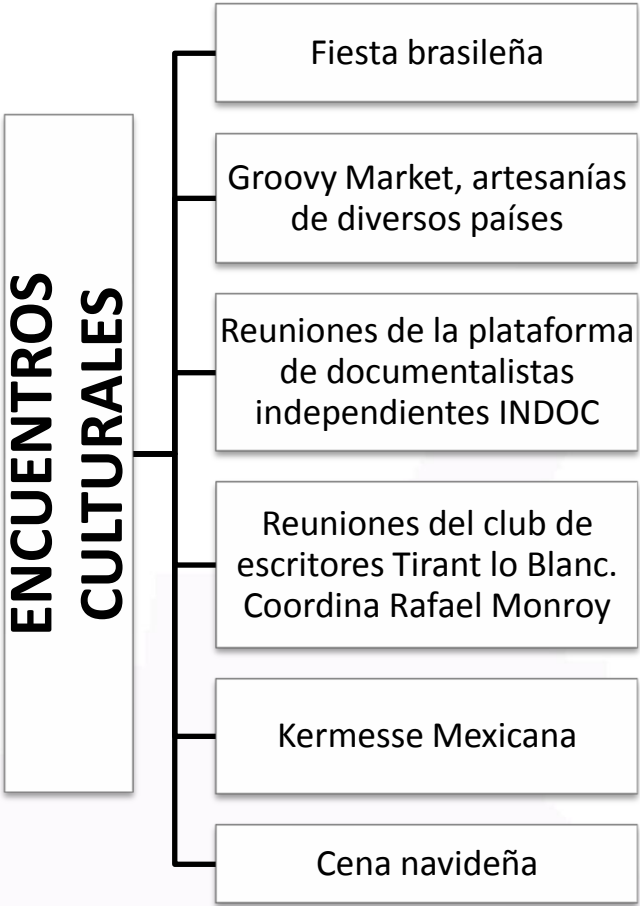 ENCUENTROS
CULTURALES
Fiesta brasileña
Groovy Market, artesanías
de diversos países
Reuniones de la plataforma
de documentalistas
independientes INDOC
Reuniones del club de
escritores Tirant lo Blanc.
Coordina Rafael Monroy
Kermesse Mexicana
Cena navideña